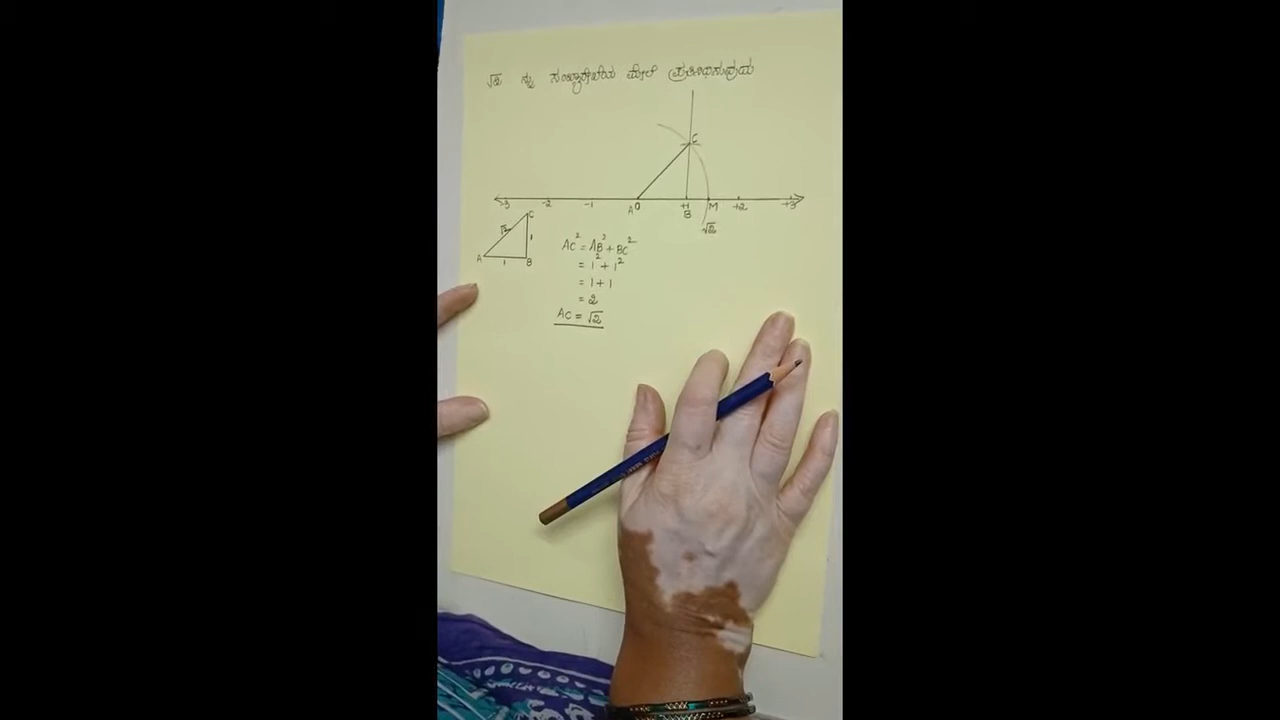 √2 ನ್ನು ಸಂಖ್ಯಾರೇಖೆಯ ಮೇಲೆ ಪ್ರತಿನಿಧಿಸುವುದು
C
-3 -2 -1 0 +1 M +2 +3
A B
√2
C
√2 1
A 1 B
AC² = AB² + BC²
= 1² + 1²
= 1 + 1
= 2
AC = √2